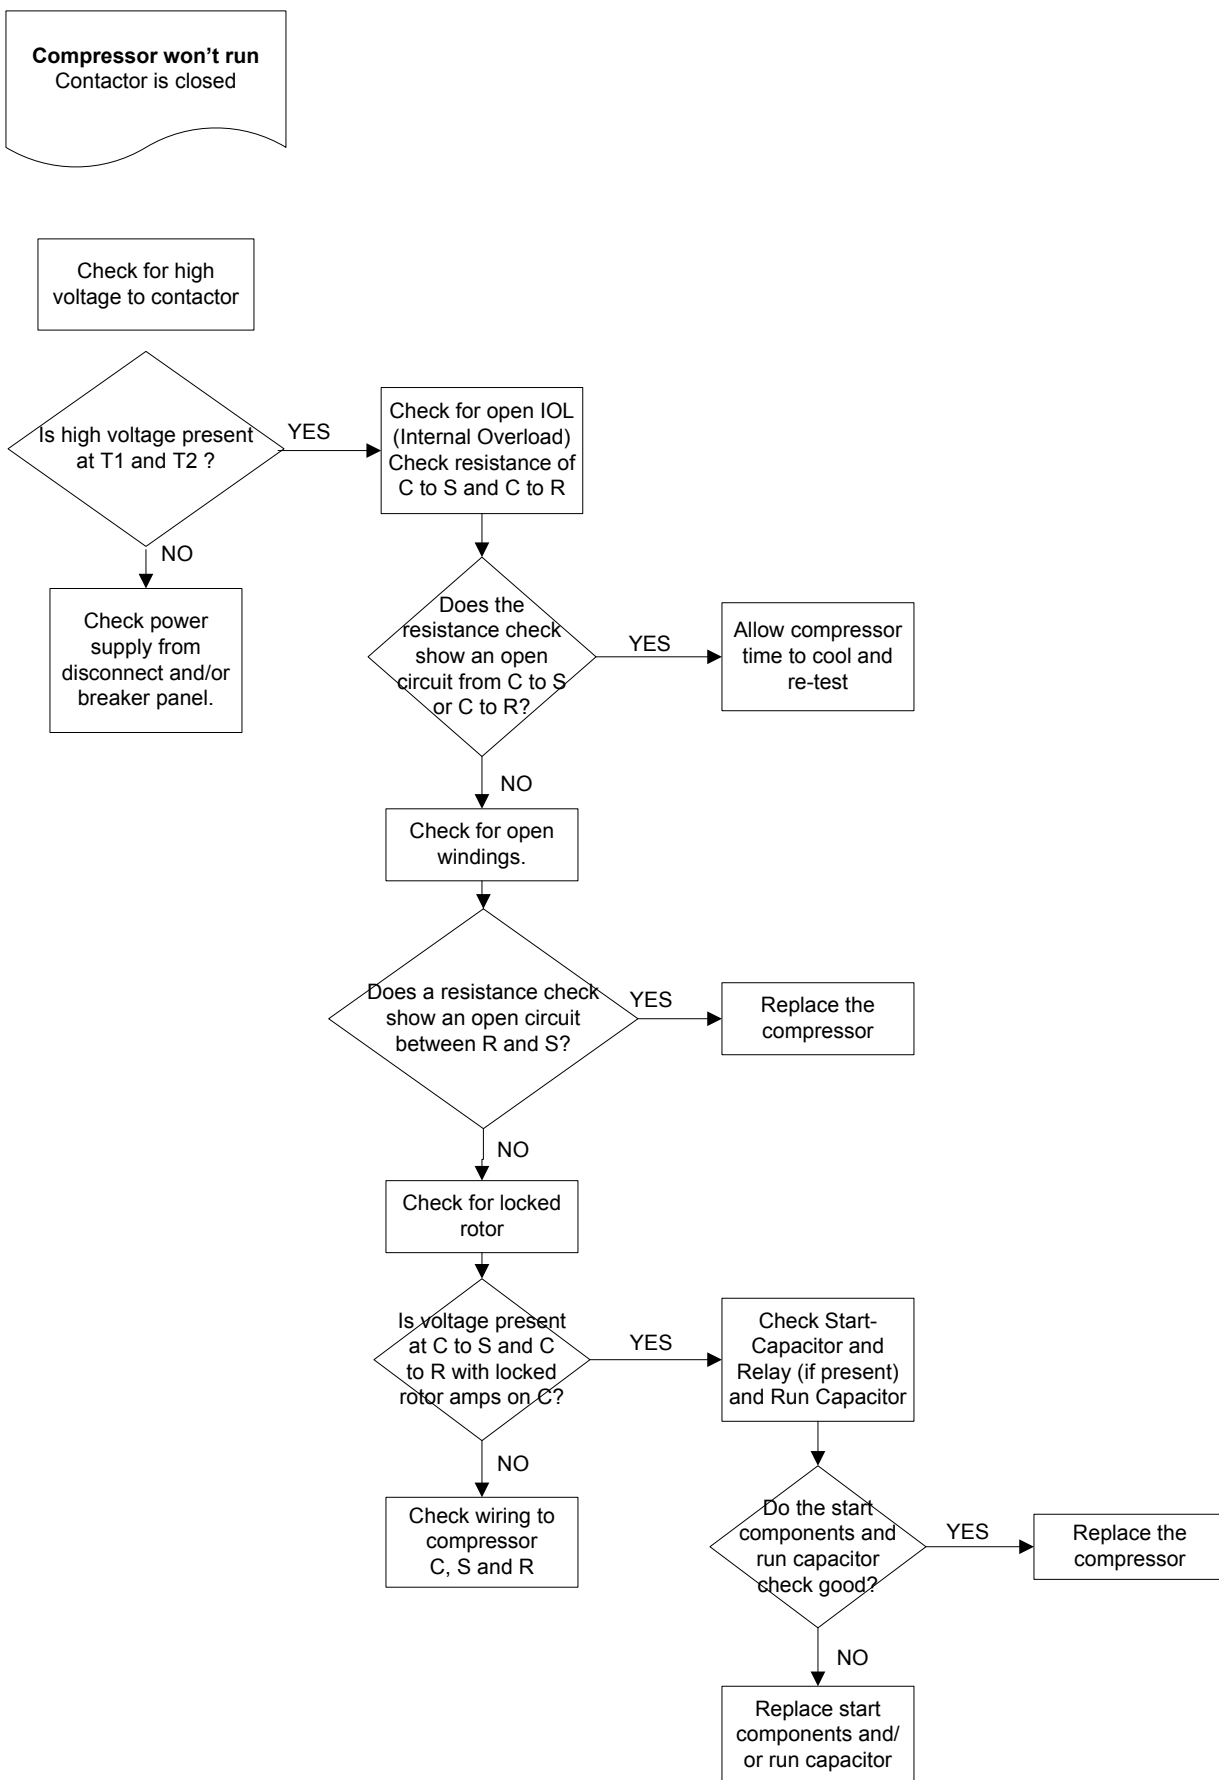 Compressor won't run
Contactor is closed
Check for high
voltage to contactor
Is high voltage present
at T1 and T2 ?
YES
Check for open IOL
(Internal Overload)
Check resistance of
C to S and C to R
NO
Check power
supply from
disconnect and/or
breaker panel.
Does the
resistance check
show an open
circuit from C to S
or C to R?
YES
Allow compressor
time to cool and
re-test
NO
Check for open
windings.
Does a resistance check
show an open circuit
between R and S?
YES
Replace the
compressor
NO
Check for locked
rotor
Is voltage present
at C to S and C
to R with locked
rotor amps on C?
YES
Check Start-
Capacitor and
Relay (if present)
and Run Capacitor
NO
Check wiring to
compressor
C, S and R
Do the start
components and
run capacitor
check good?
YES
Replace the
compressor
NO
Replace start
components and/
or run capacitor